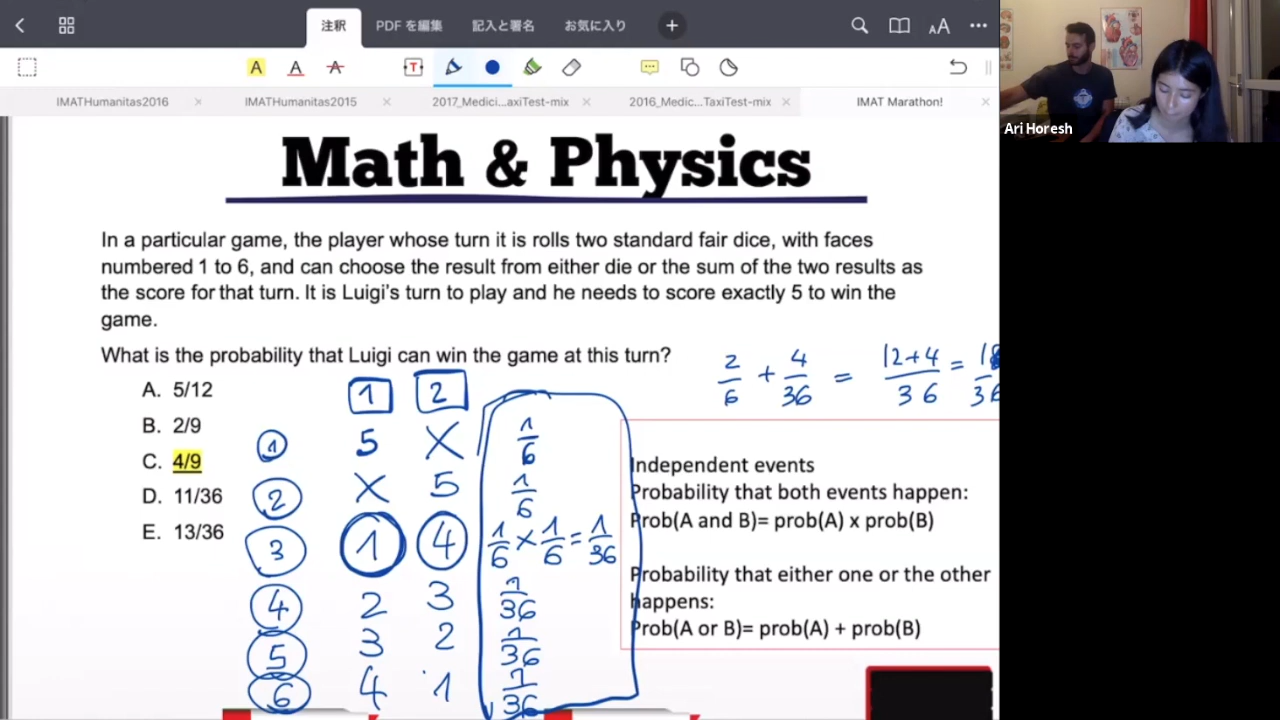 注釈 PDF を編集 記入と署名 お気に入り
IMATHumanitas2016 IMATHumanitas2015 2017_Medici...axiTest-mix 2016_Medic...TaxiTest-mix IMAT Marathon!
Ari Horesh
Math & Physics
In a particular game, the player whose turn it is rolls two standard fair dice, with faces
numbered 1 to 6, and can choose the result from either die or the sum of the two results as
the score for that turn. It is Luigi's turn to play and he needs to score exactly 5 to win the
game.
What is the probability that Luigi can win the game at this turn?
A. 5/12
B. 2/9
C. 4/9
D. 11/36
E. 13/36
2/6 + 4/36 = 12+4/36 =
1 2
1 5 X 1/6
2 X 5 1/6
3 1 4 1/6 × 1/6 = 1/36
4 2 3 1/36
5 3 2 1/36
6 4 1 1/36
Independent events
Probability that both events happen:
Prob(A and B)= prob(A) x prob(B)
Probability that either one or the other
happens:
Prob(A or B)= prob(A) + prob(B)